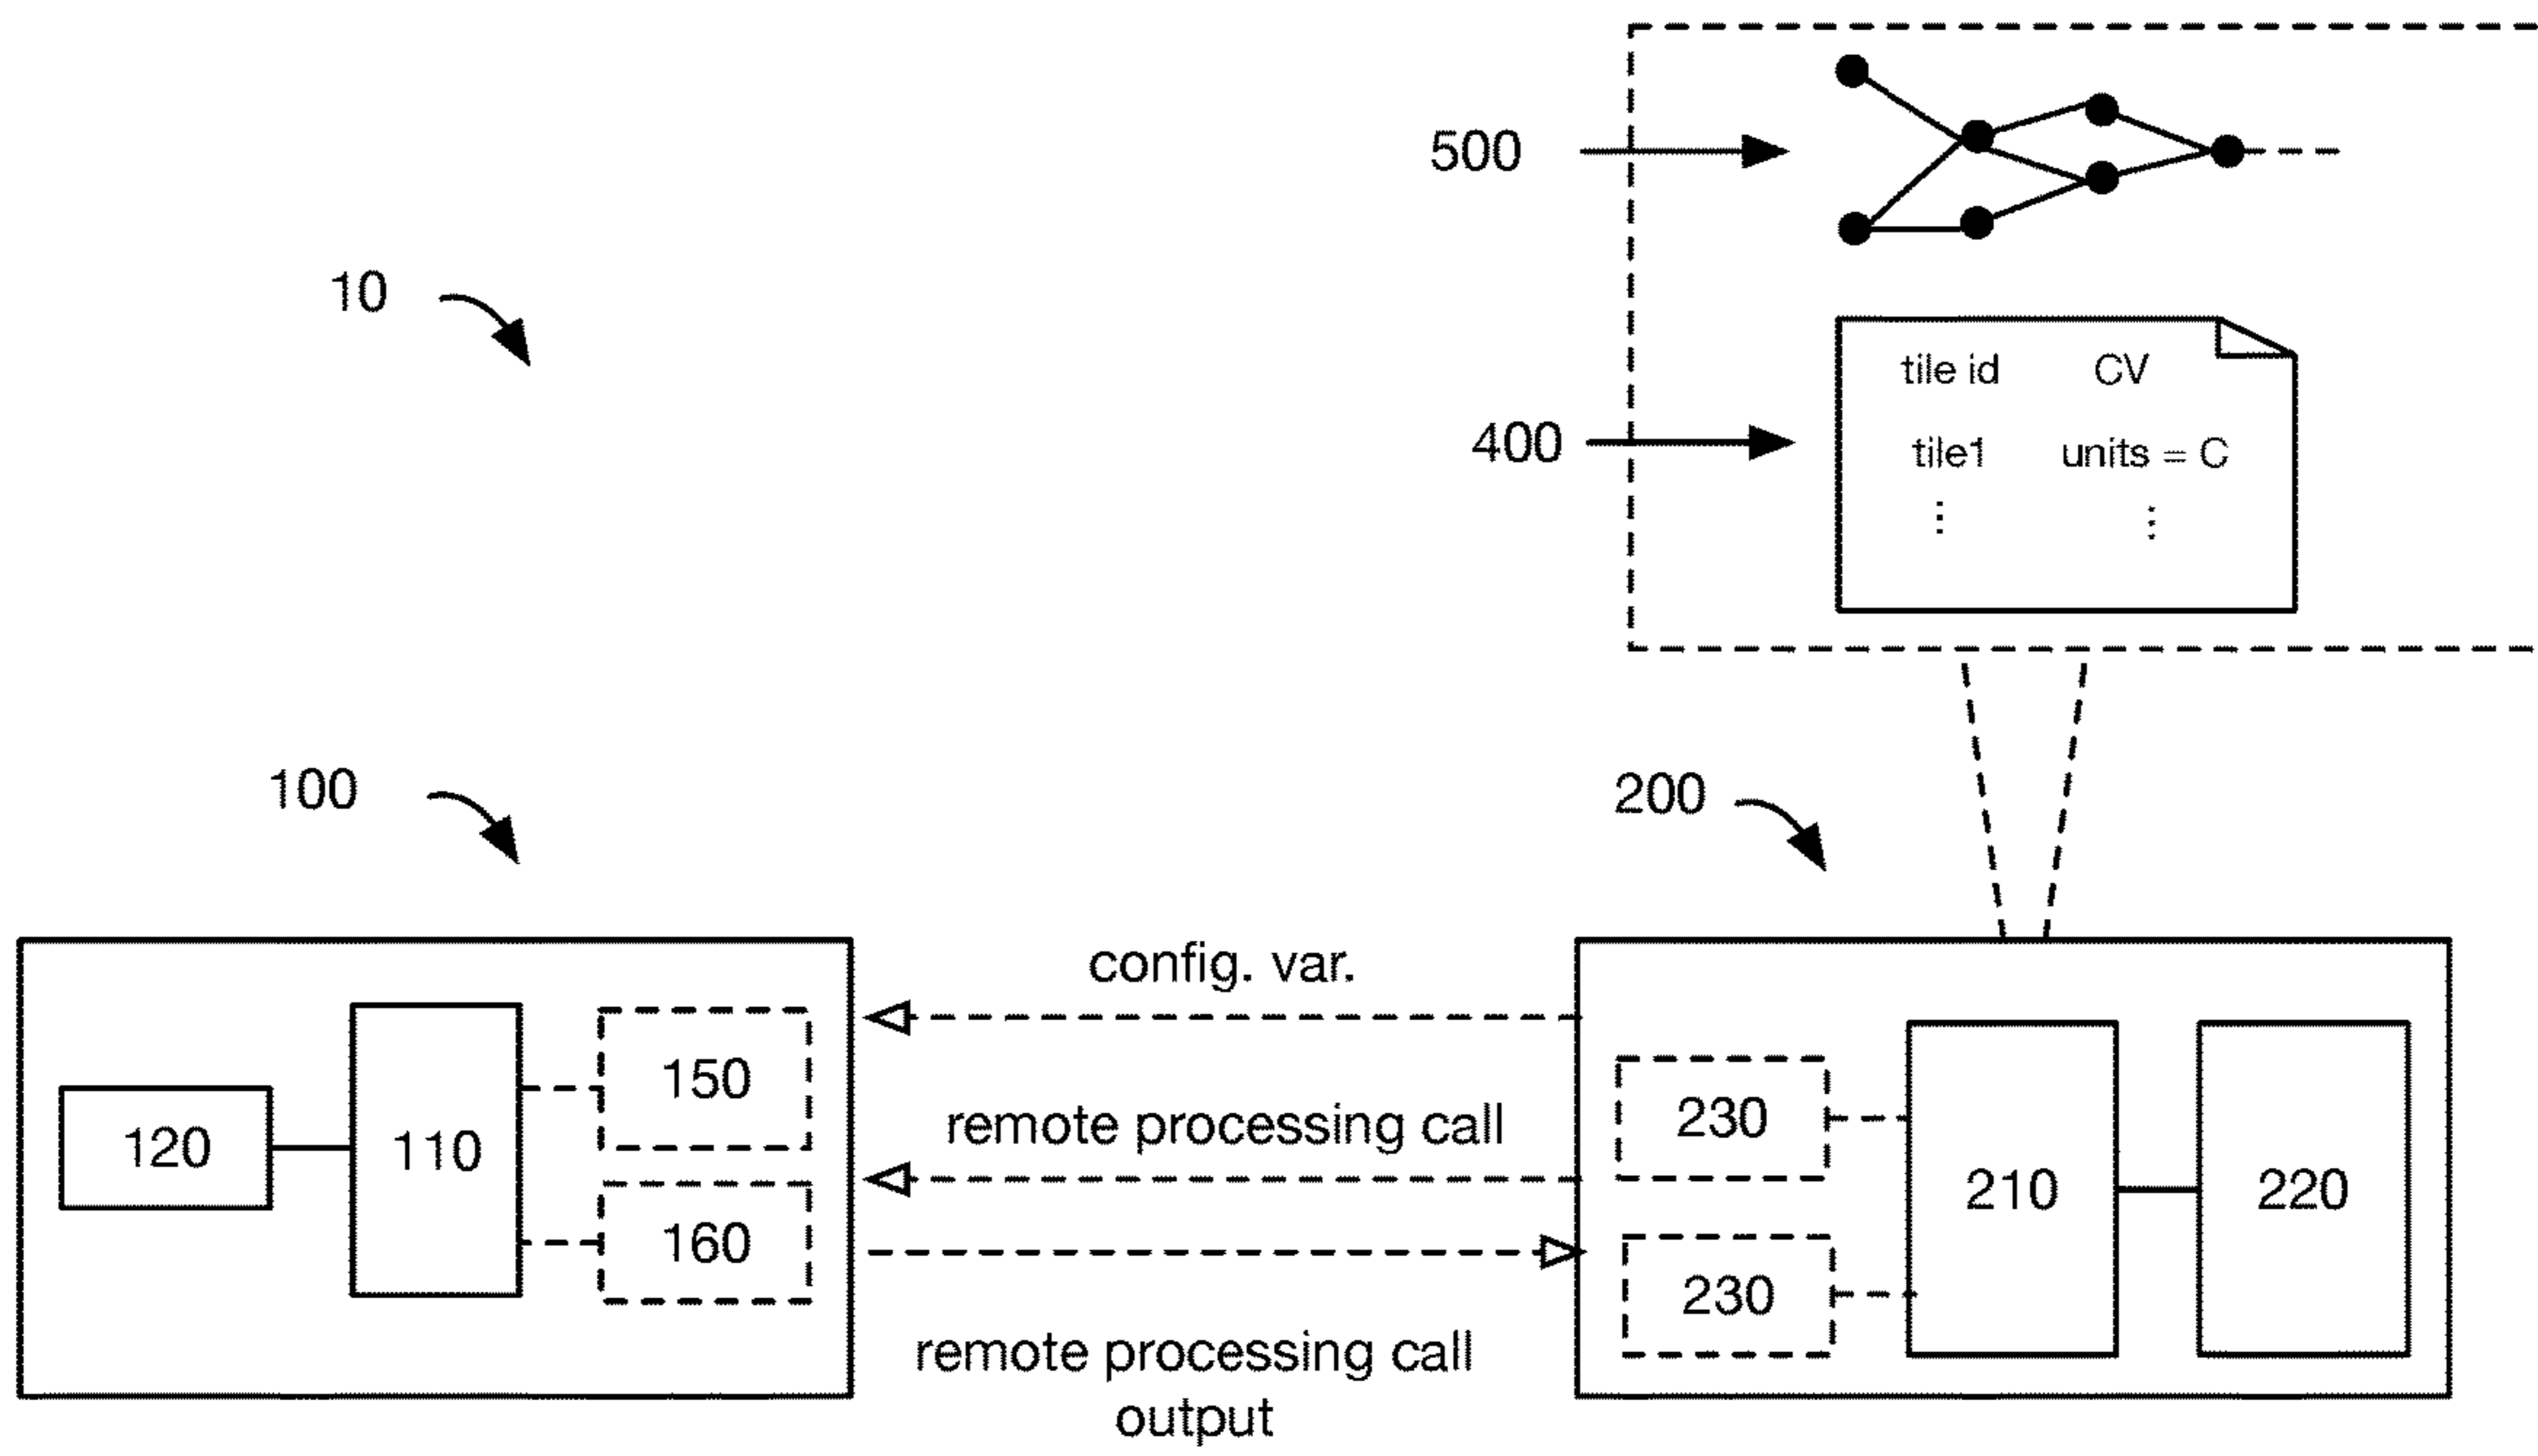 500
10
tile id CV
400
tile1 units = C
⋮ ⋮
100
200
config. var.
150
230
remote processing call
120
110
210
220
160
230
remote processing call
output